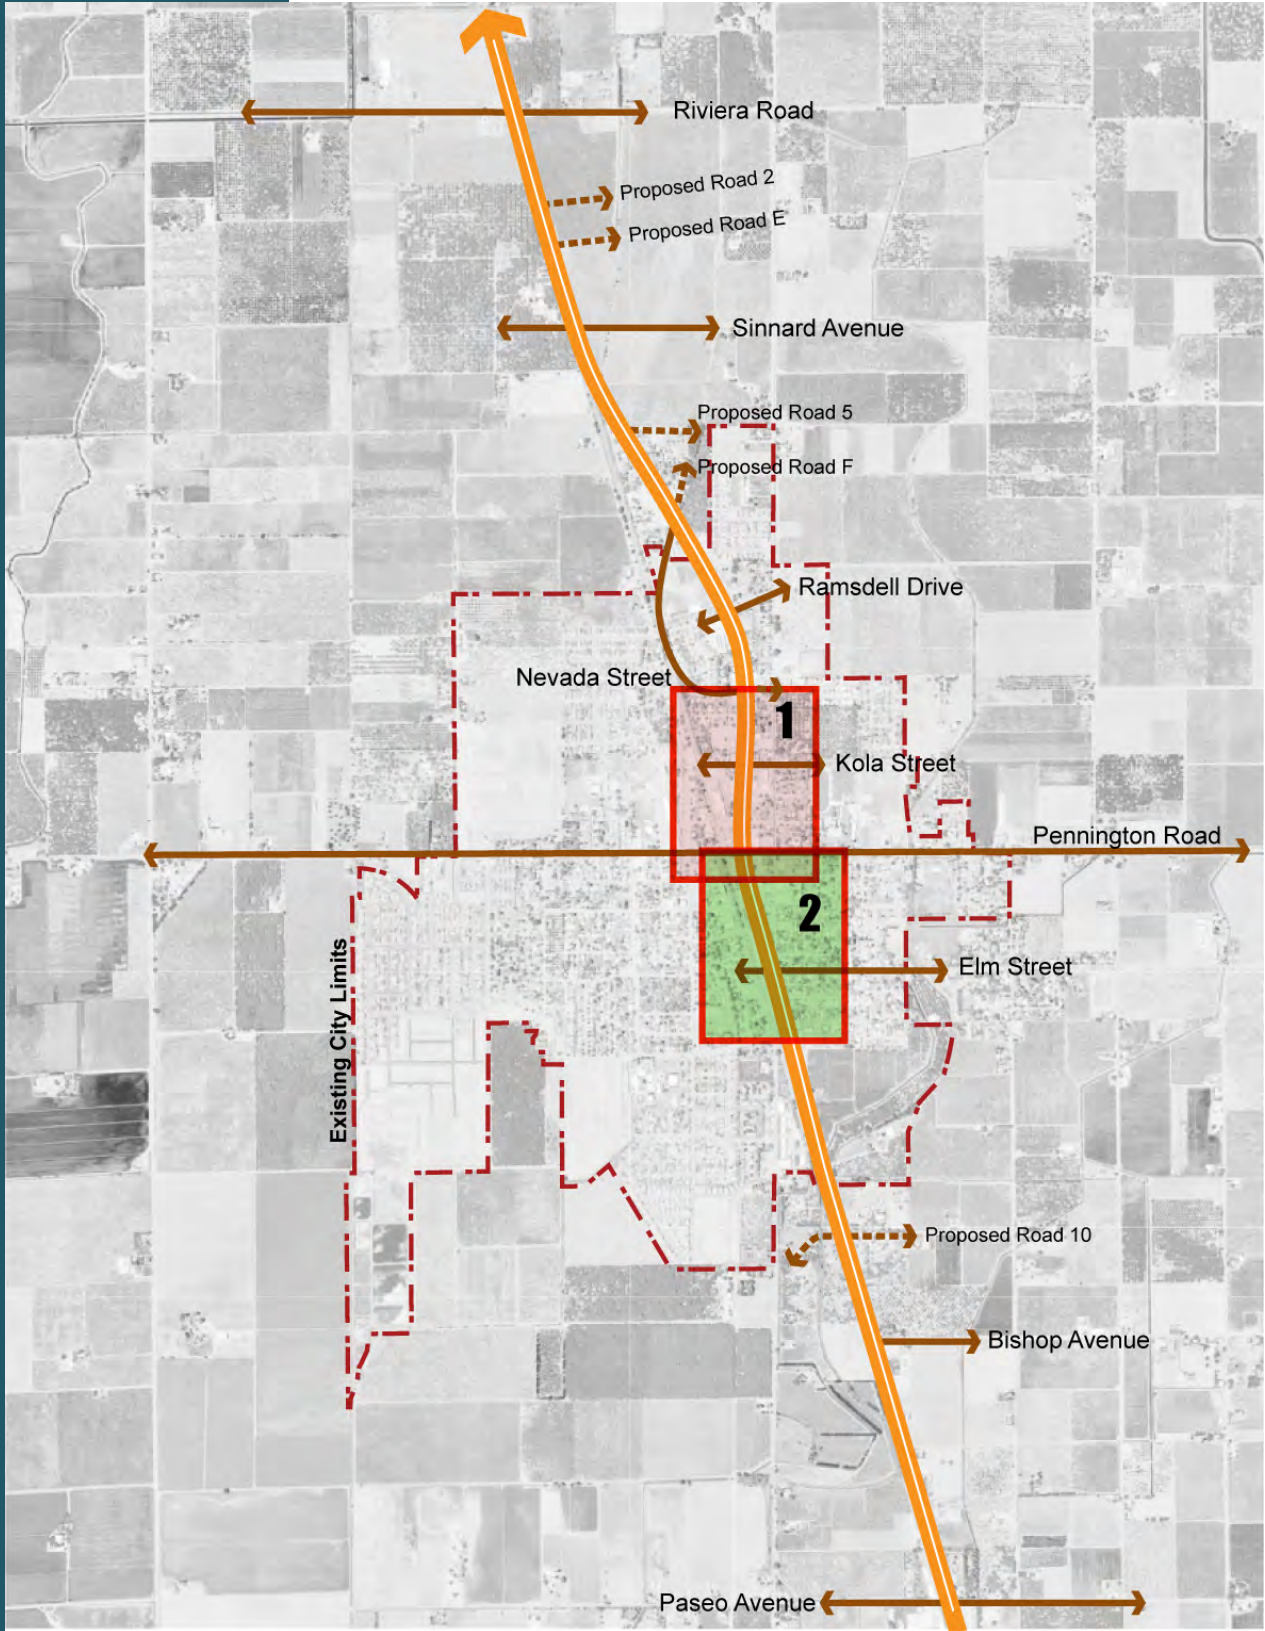 Riviera Road
Proposed Road 2
Proposed Road E
Sinnard Avenue
Proposed Road 5
Proposed Road F
Ramsdell Drive
Nevada Street
1
Kola Street
Pennington Road
2
Elm Street
Existing City Limits
Proposed Road 10
Bishop Avenue
Paseo Avenue